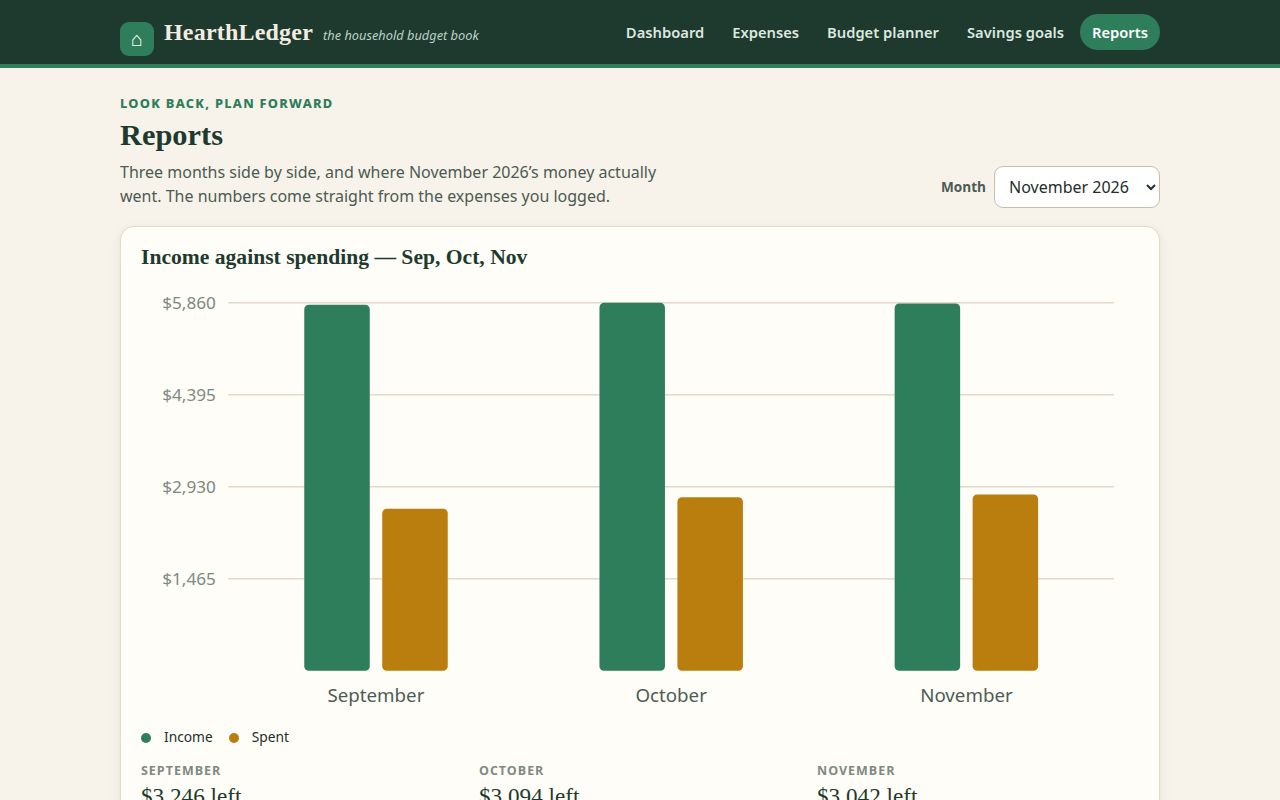 HearthLedger the household budget book Dashboard Expenses Budget planner Savings goals Reports
LOOK BACK, PLAN FORWARD
Reports
Three months side by side, and where November 2026’s money actually
went. The numbers come straight from the expenses you logged.
Month November 2026
Income against spending — Sep, Oct, Nov
$5,860
$4,395
$2,930
$1,465
September October November
Income Spent
SEPTEMBER OCTOBER NOVEMBER
$3,246 left $3,094 left $3,042 left